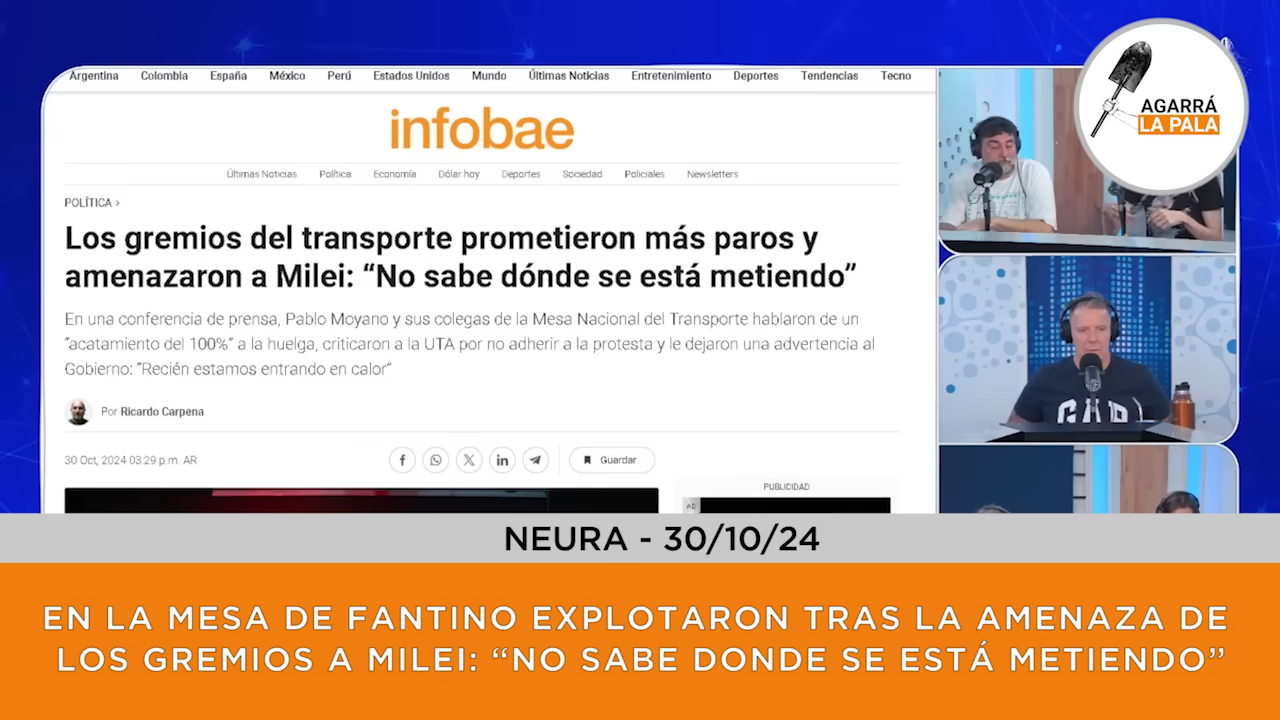 Argentina Colombia España México Perú Estados Unidos Mundo Últimas Noticias Entretenimiento Deportes Tendencias Tecno
infobae
Últimas Noticias Política Economía Dólar hoy Deportes Sociedad Policiales Newsletters
POLÍTICA >
Los gremios del transporte prometieron más paros y
amenazaron a Milei: “No sabe dónde se está metiendo”
En una conferencia de prensa, Pablo Moyano y sus colegas de la Mesa Nacional del Transporte hablaron de un
"acatamiento del 100%" a la huelga, criticaron a la UTA por no adherir a la protesta y le dejaron una advertencia al
Gobierno: "Recién estamos entrando en calor"
Por Ricardo Carpena
30 Oct, 2024 03:29 p.m. AR
Guardar
PUBLICIDAD
AD
AGARRÁ
LA PALA
GAP
NEURA - 30/10/24
EN LA MESA DE FANTINO EXPLOTARON TRAS LA AMENAZA DE
LOS GREMIOS A MILEI: “NO SABE DONDE SE ESTÁ METIENDO”